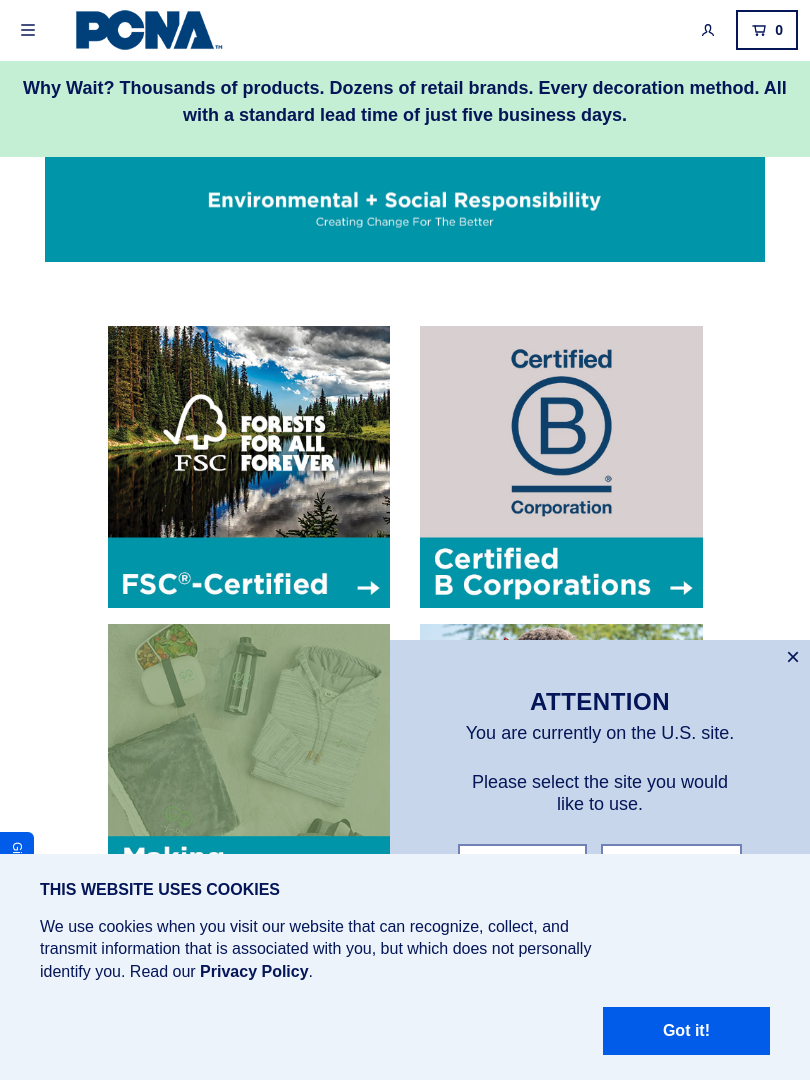 PCNA™
0
Why Wait? Thousands of products. Dozens of retail brands. Every decoration method. All
with a standard lead time of just five business days.
Environmental + Social Responsibility
Creating Change For The Better
FSC
FORESTS
FOR ALL
FOREVER
FSC®-Certified
Certified
B
®
Corporation
Certified
B Corporations
Making
ATTENTION
You are currently on the U.S. site.
Please select the site you would
like to use.
THIS WEBSITE USES COOKIES
We use cookies when you visit our website that can recognize, collect, and
transmit information that is associated with you, but which does not personally
identify you. Read our Privacy Policy.
Got it!